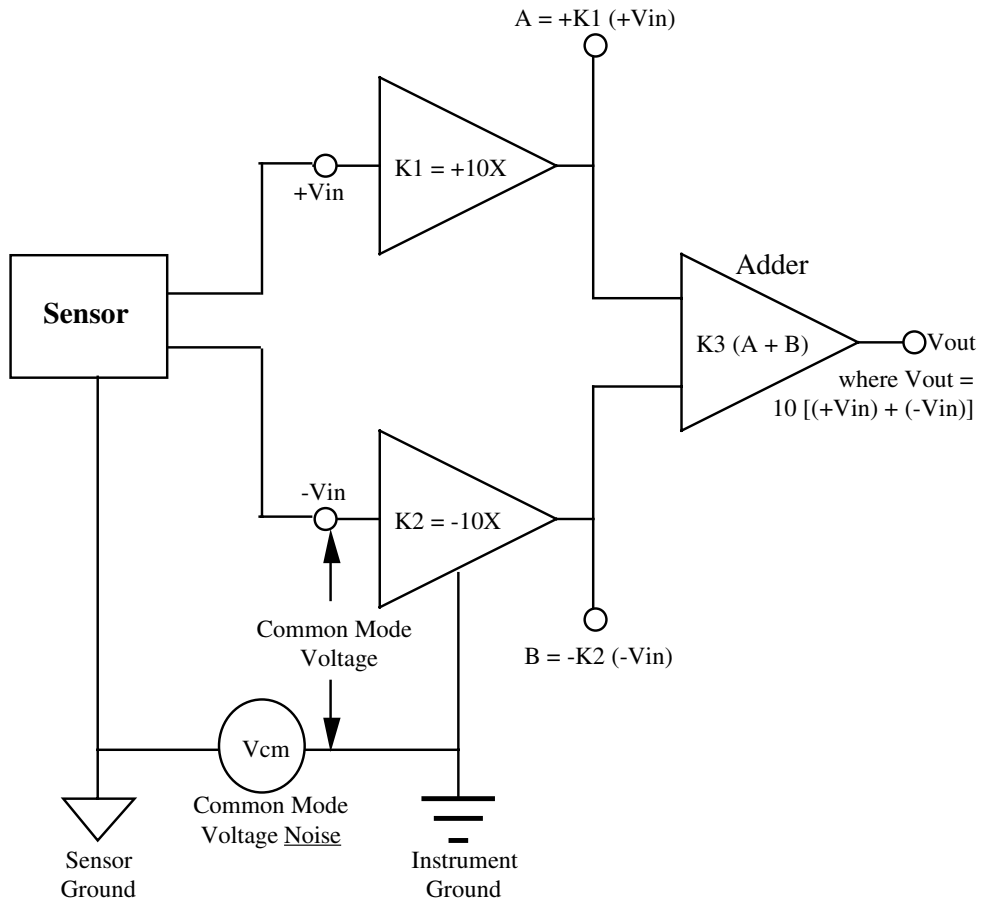 A = +K1 (+Vin)
K1 = +10X
+Vin
Adder
Sensor
K3 (A + B)
Vout
where Vout =
10 [(+Vin) + (-Vin)]
-Vin
K2 = -10X
Common Mode
Voltage
B = -K2 (-Vin)
Vcm
Common Mode
Voltage Noise
Sensor
Ground
Instrument
Ground